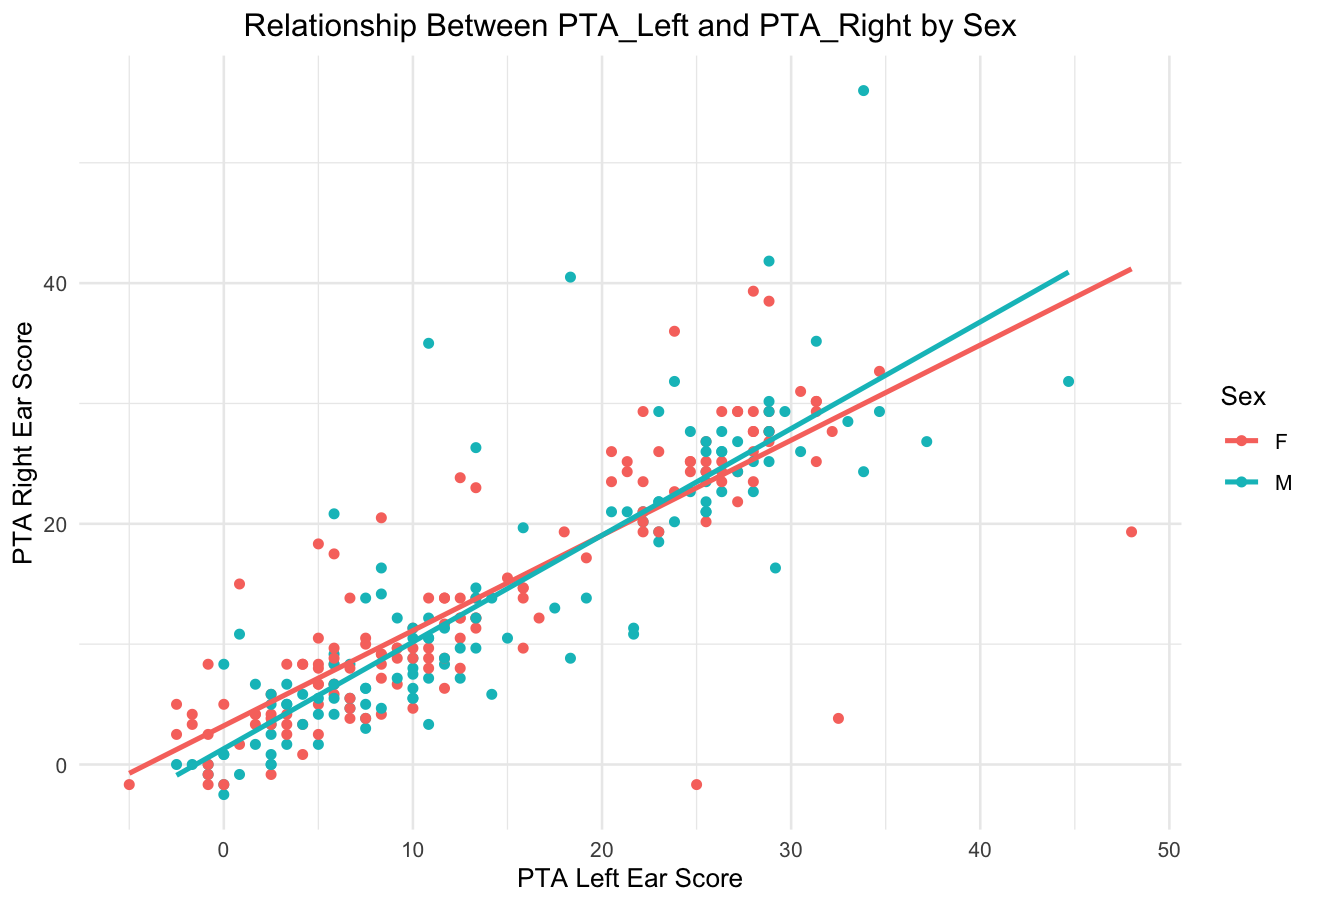 Relationship Between PTA_Left and PTA_Right by Sex
PTA Right Ear Score
40
20
0
0 10 20 30 40 50
PTA Left Ear Score
Sex
F
M